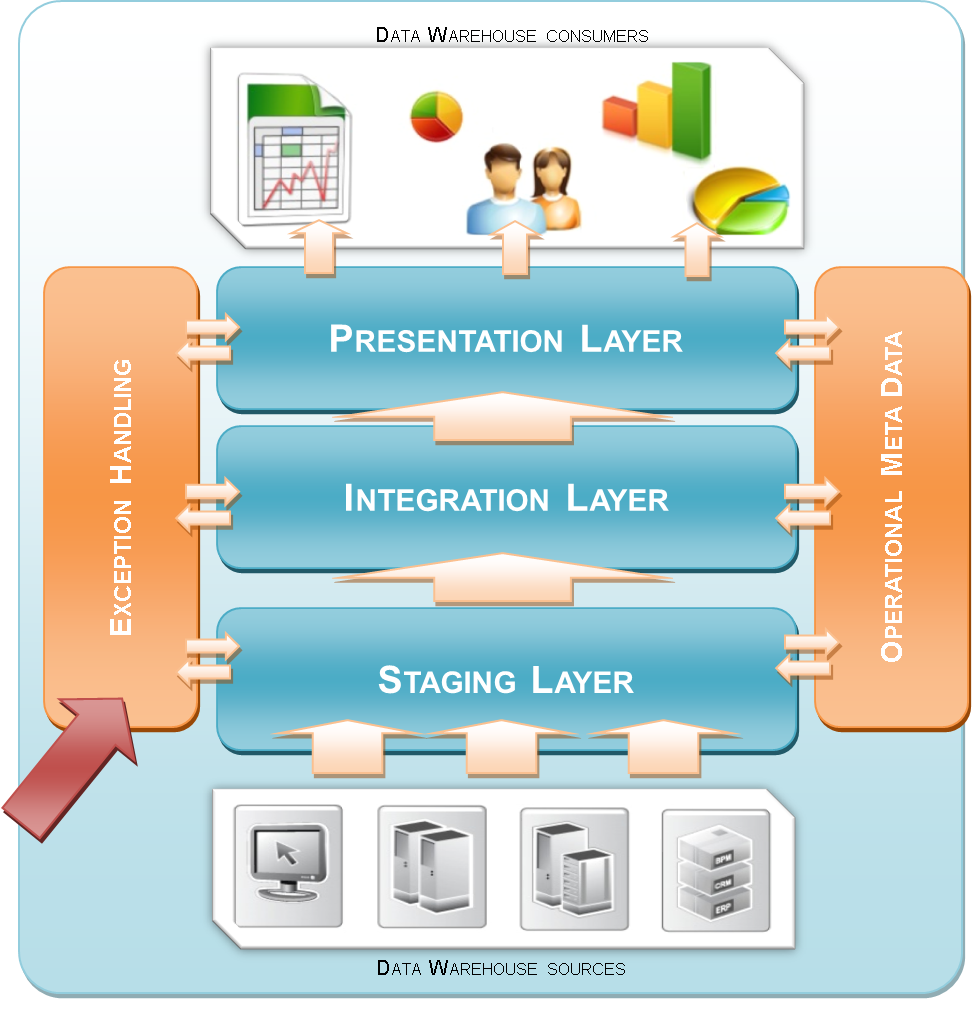 DATA WAREHOUSE CONSUMERS
PRESENTATION LAYER
INTEGRATION LAYER
STAGING LAYER
EXCEPTION HANDLING
OPERATIONAL META DATA
BPM
CRM
ERP
DATA WAREHOUSE SOURCES